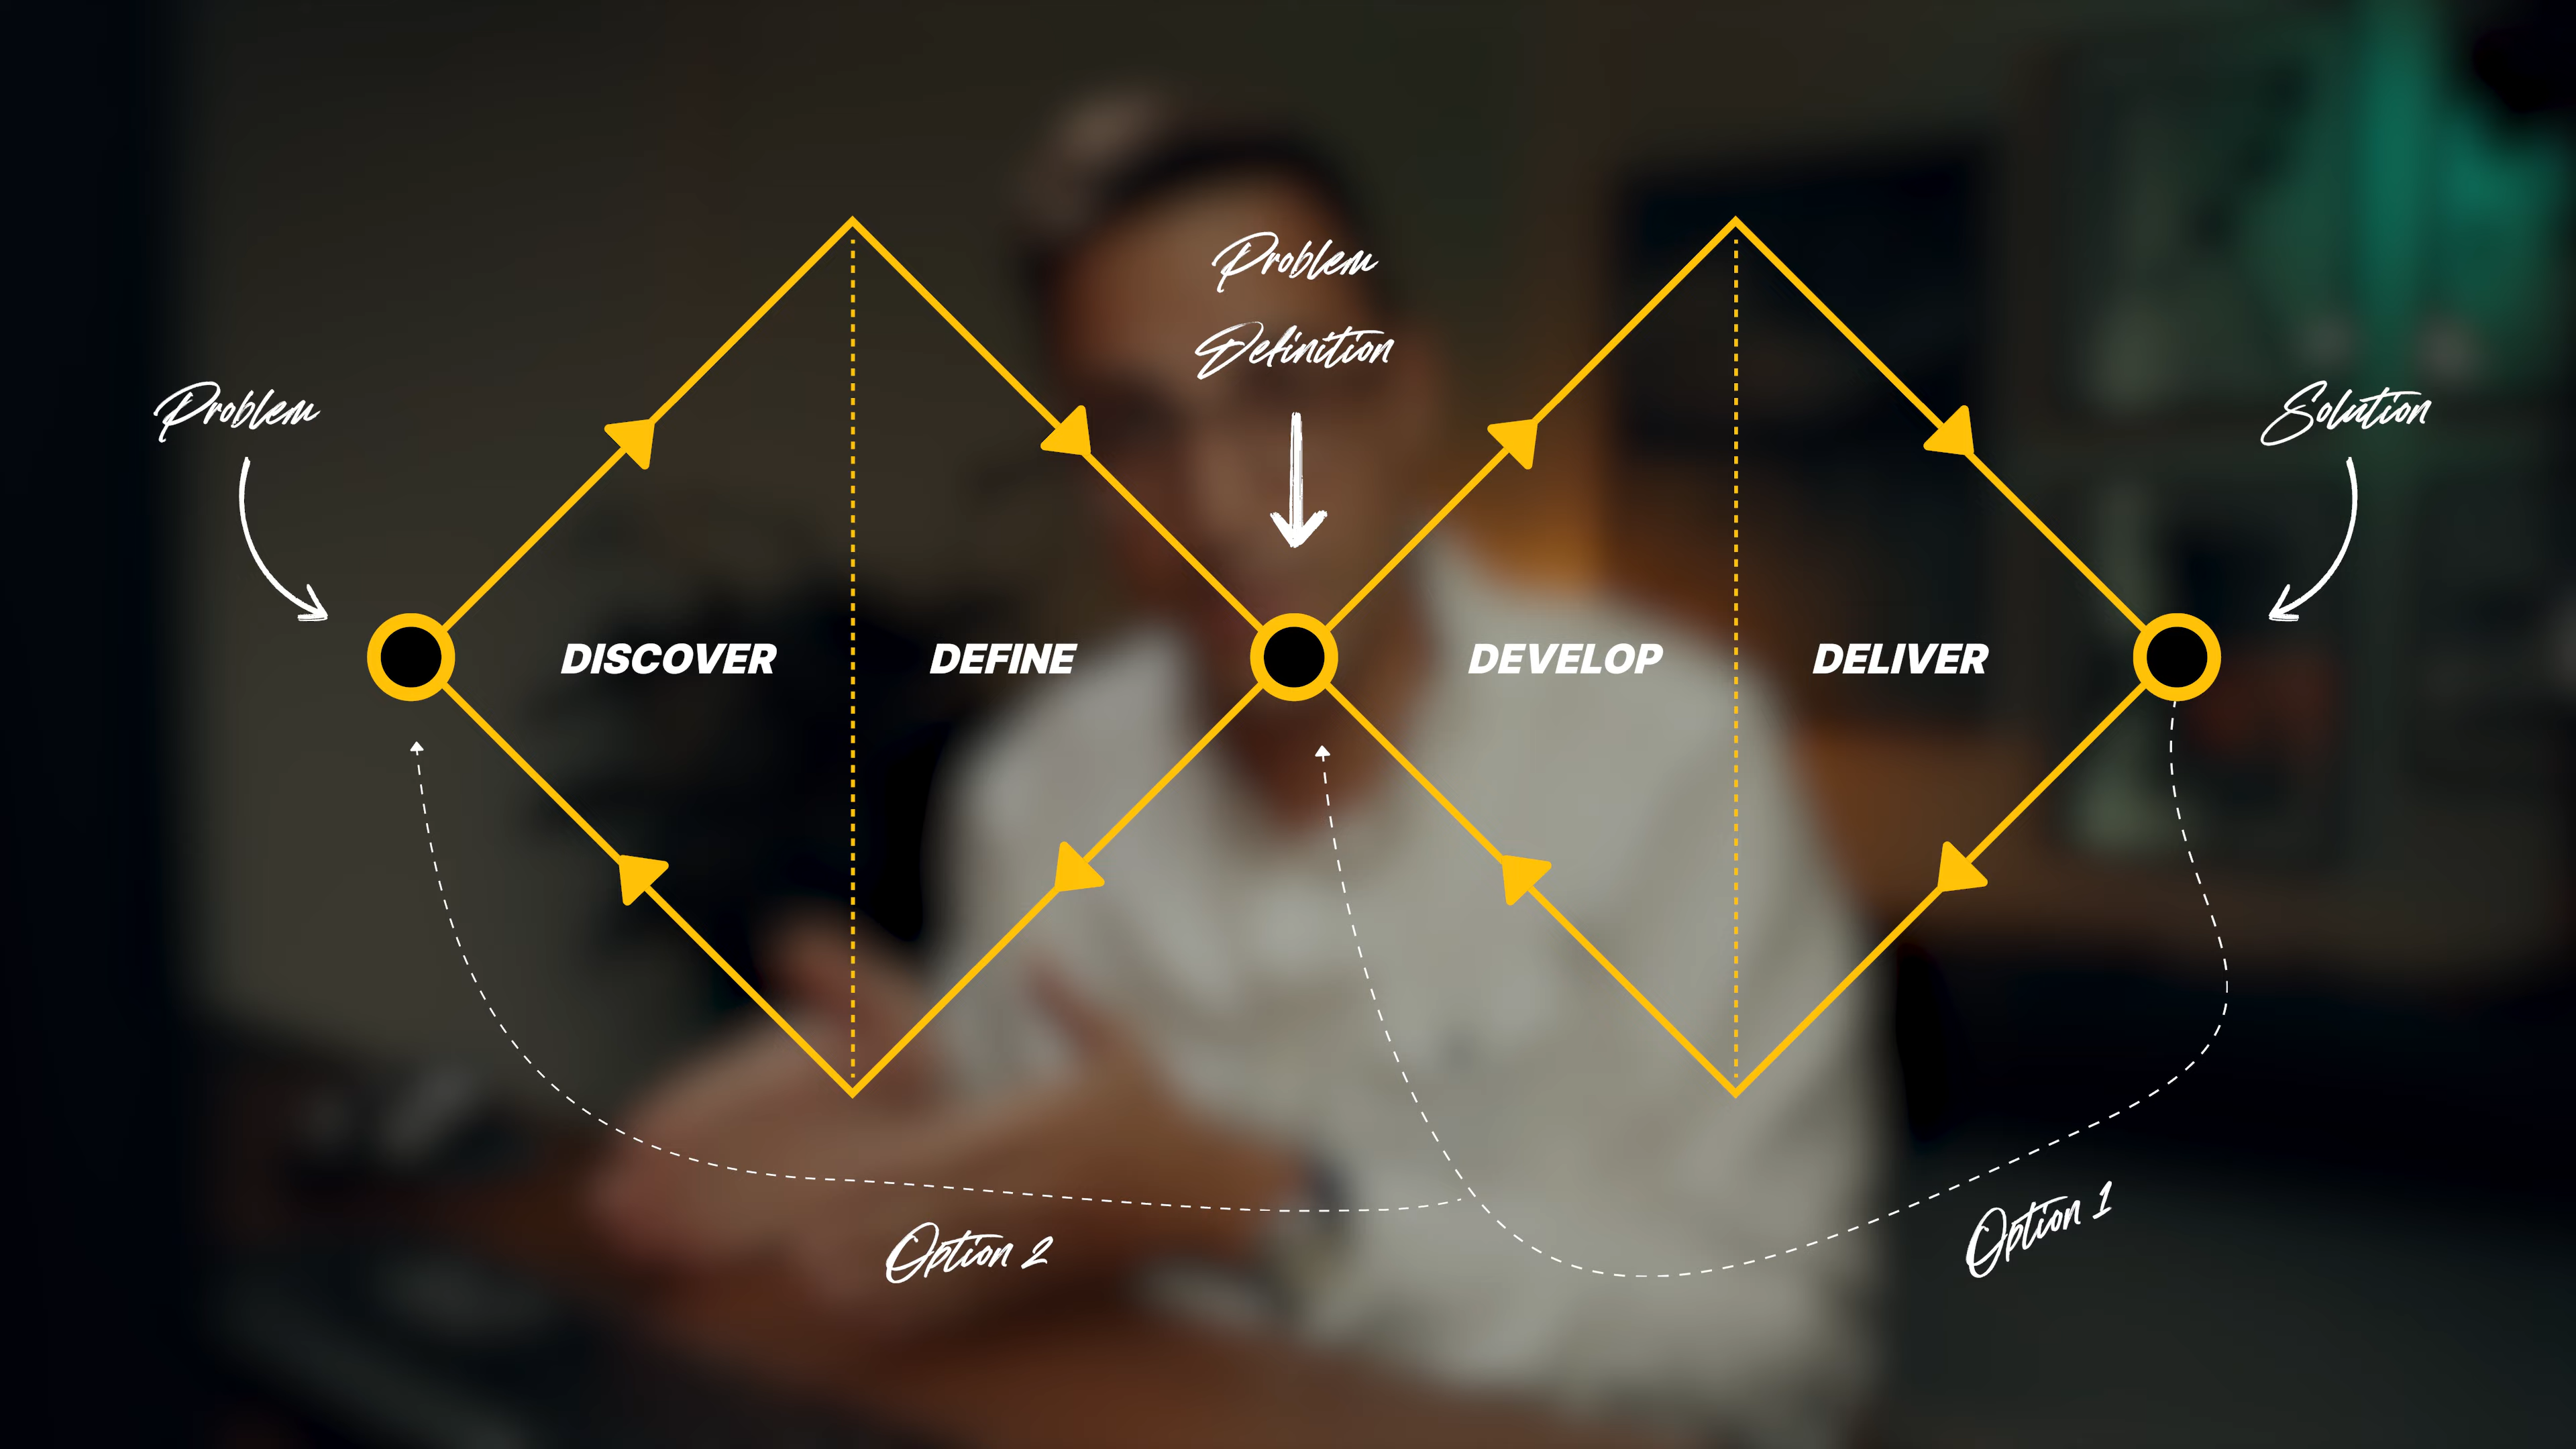 Problem
Problem
Definition
Solution
DISCOVER
DEFINE
DEVELOP
DELIVER
Option 2
Option 1